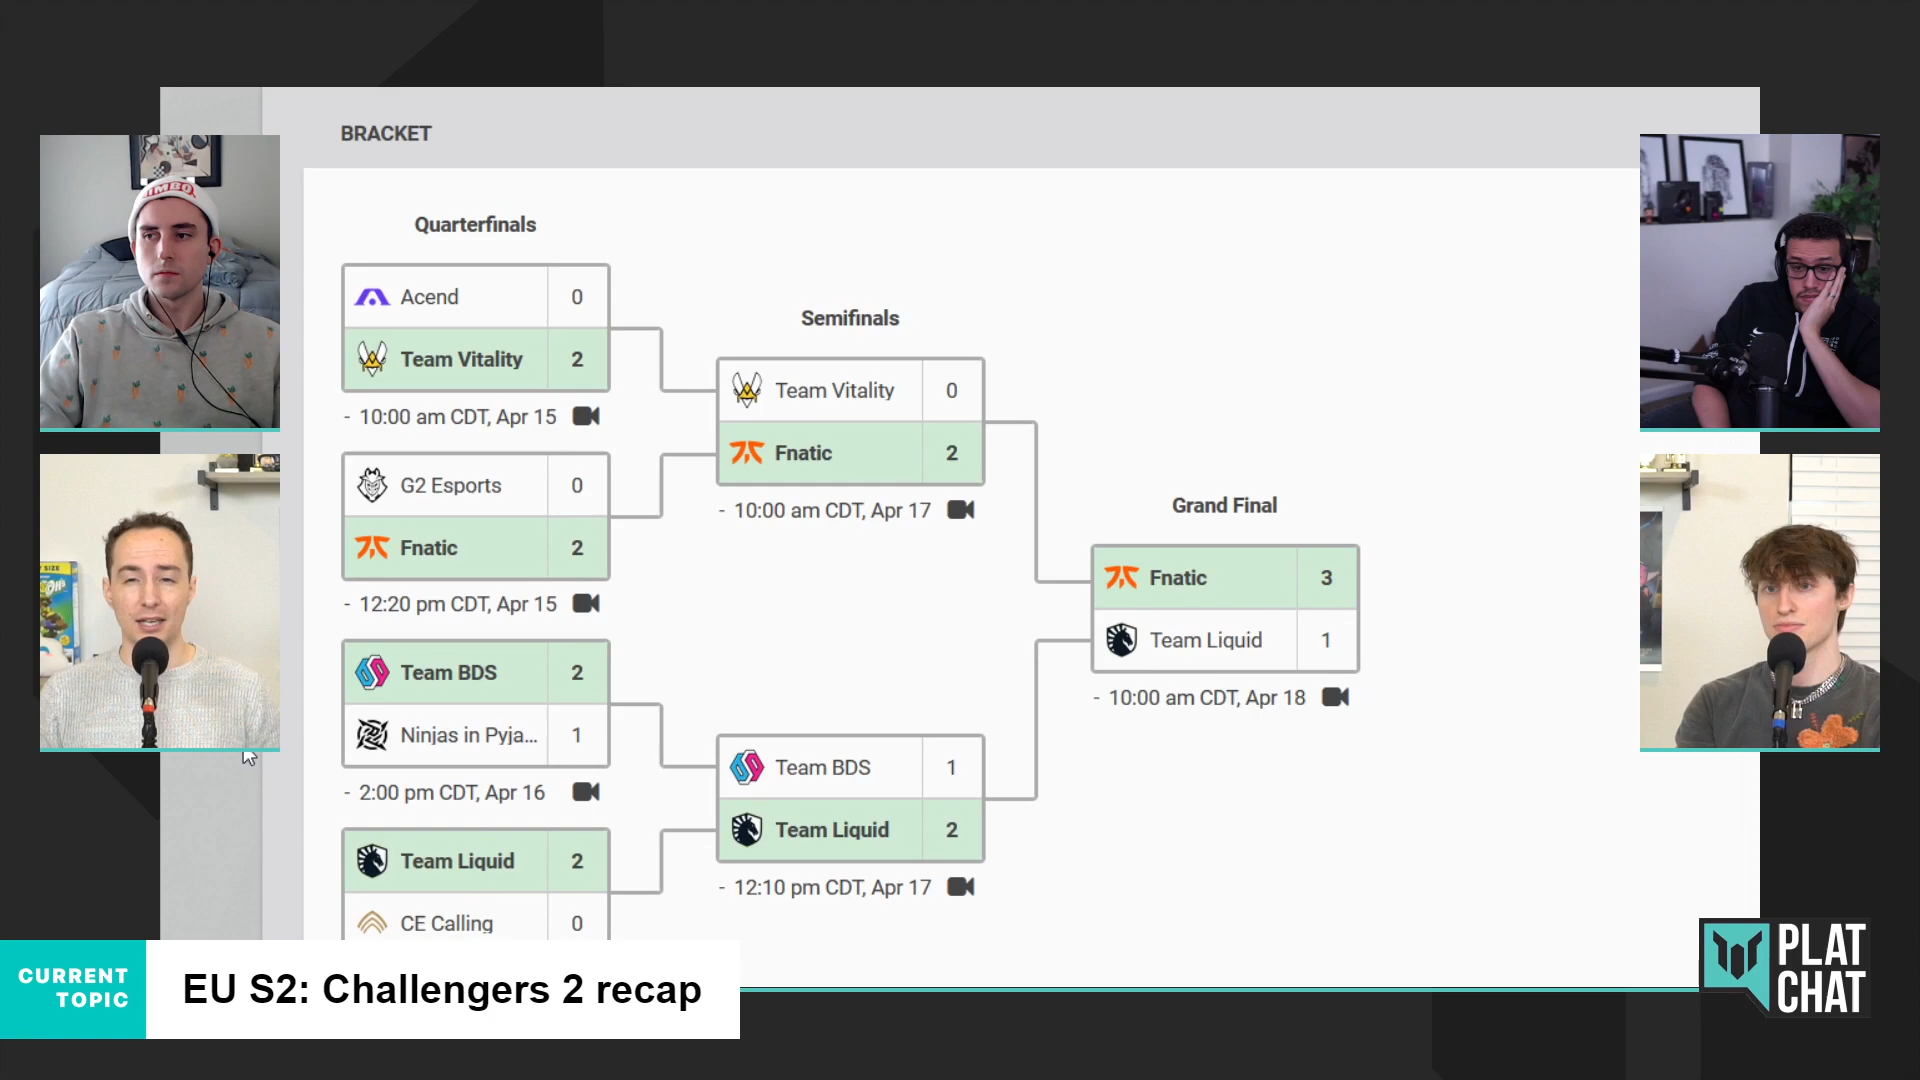 BRACKET
Quarterfinals
Acend 0
Team Vitality 2
- 10:00 am CDT, Apr 15
G2 Esports 0
Fnatic 2
- 12:20 pm CDT, Apr 15
Team BDS 2
Ninjas in Pyja... 1
- 2:00 pm CDT, Apr 16
Team Liquid 2
CE Calling 0
Semifinals
Team Vitality 0
Fnatic 2
- 10:00 am CDT, Apr 17
Team BDS 1
Team Liquid 2
- 12:10 pm CDT, Apr 17
Grand Final
Fnatic 3
Team Liquid 1
- 10:00 am CDT, Apr 18
CURRENT
TOPIC
EU S2: Challengers 2 recap
PLAT
CHAT